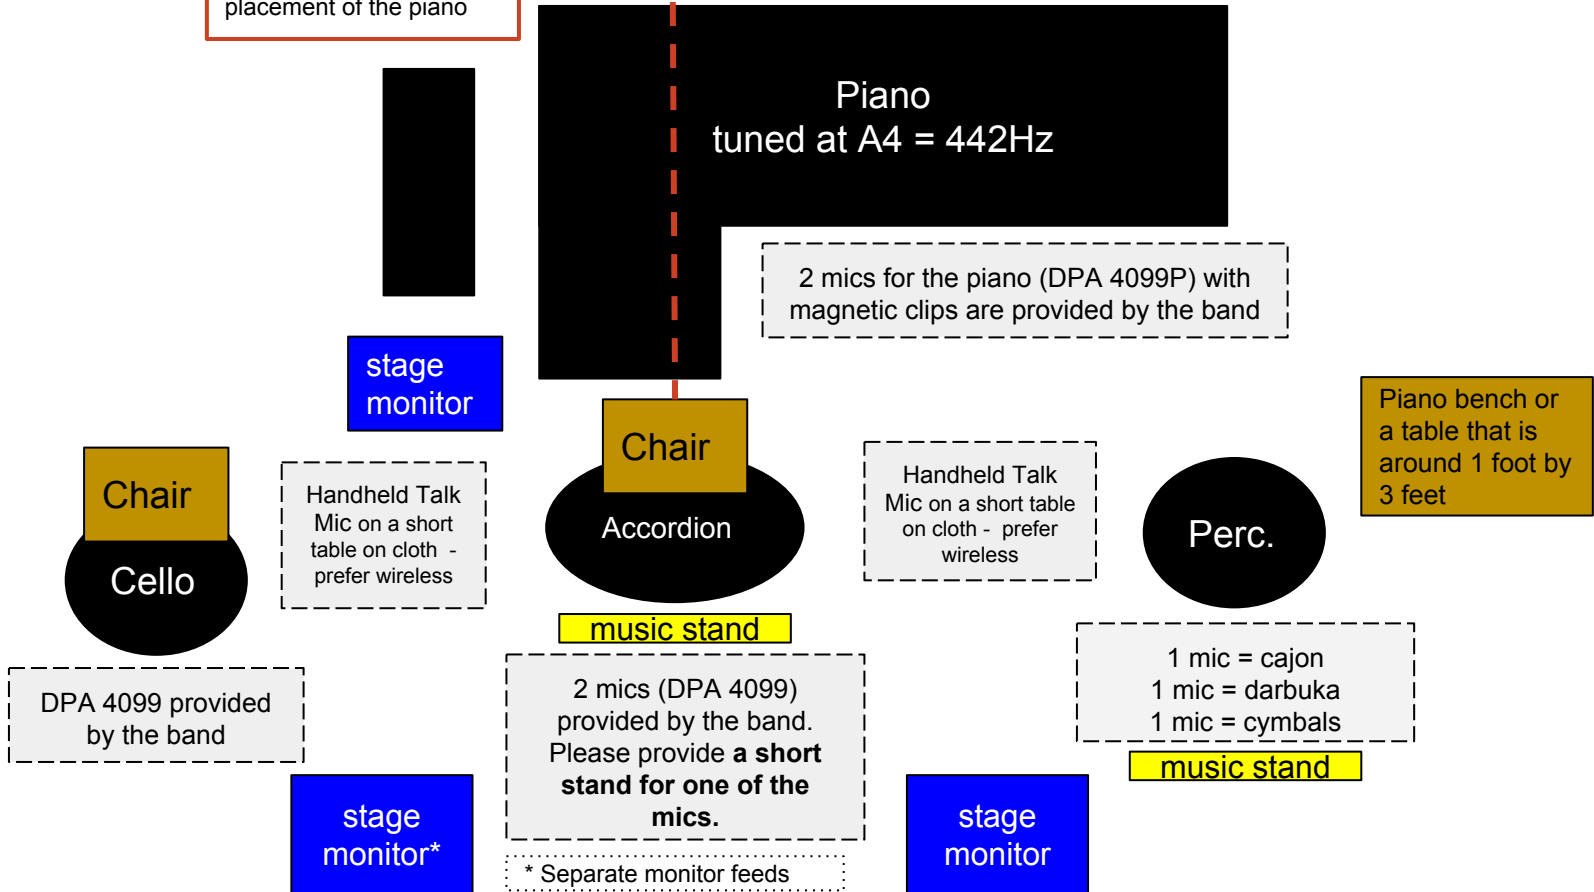 placement of the piano
Piano
tuned at A4 = 442Hz
2 mics for the piano (DPA 4099P) with
magnetic clips are provided by the band
stage
monitor
Chair
Cello
Handheld Talk
Mic on a short
table on cloth -
prefer wireless
Chair
Accordion
Handheld Talk
Mic on a short table
on cloth - prefer
wireless
Perc.
Piano bench or
a table that is
around 1 foot by
3 feet
music stand
DPA 4099 provided
by the band
2 mics (DPA 4099)
provided by the band.
Please provide a short
stand for one of the
mics.
1 mic = cajon
1 mic = darbuka
1 mic = cymbals
music stand
stage
monitor*
stage
monitor
* Separate monitor feeds